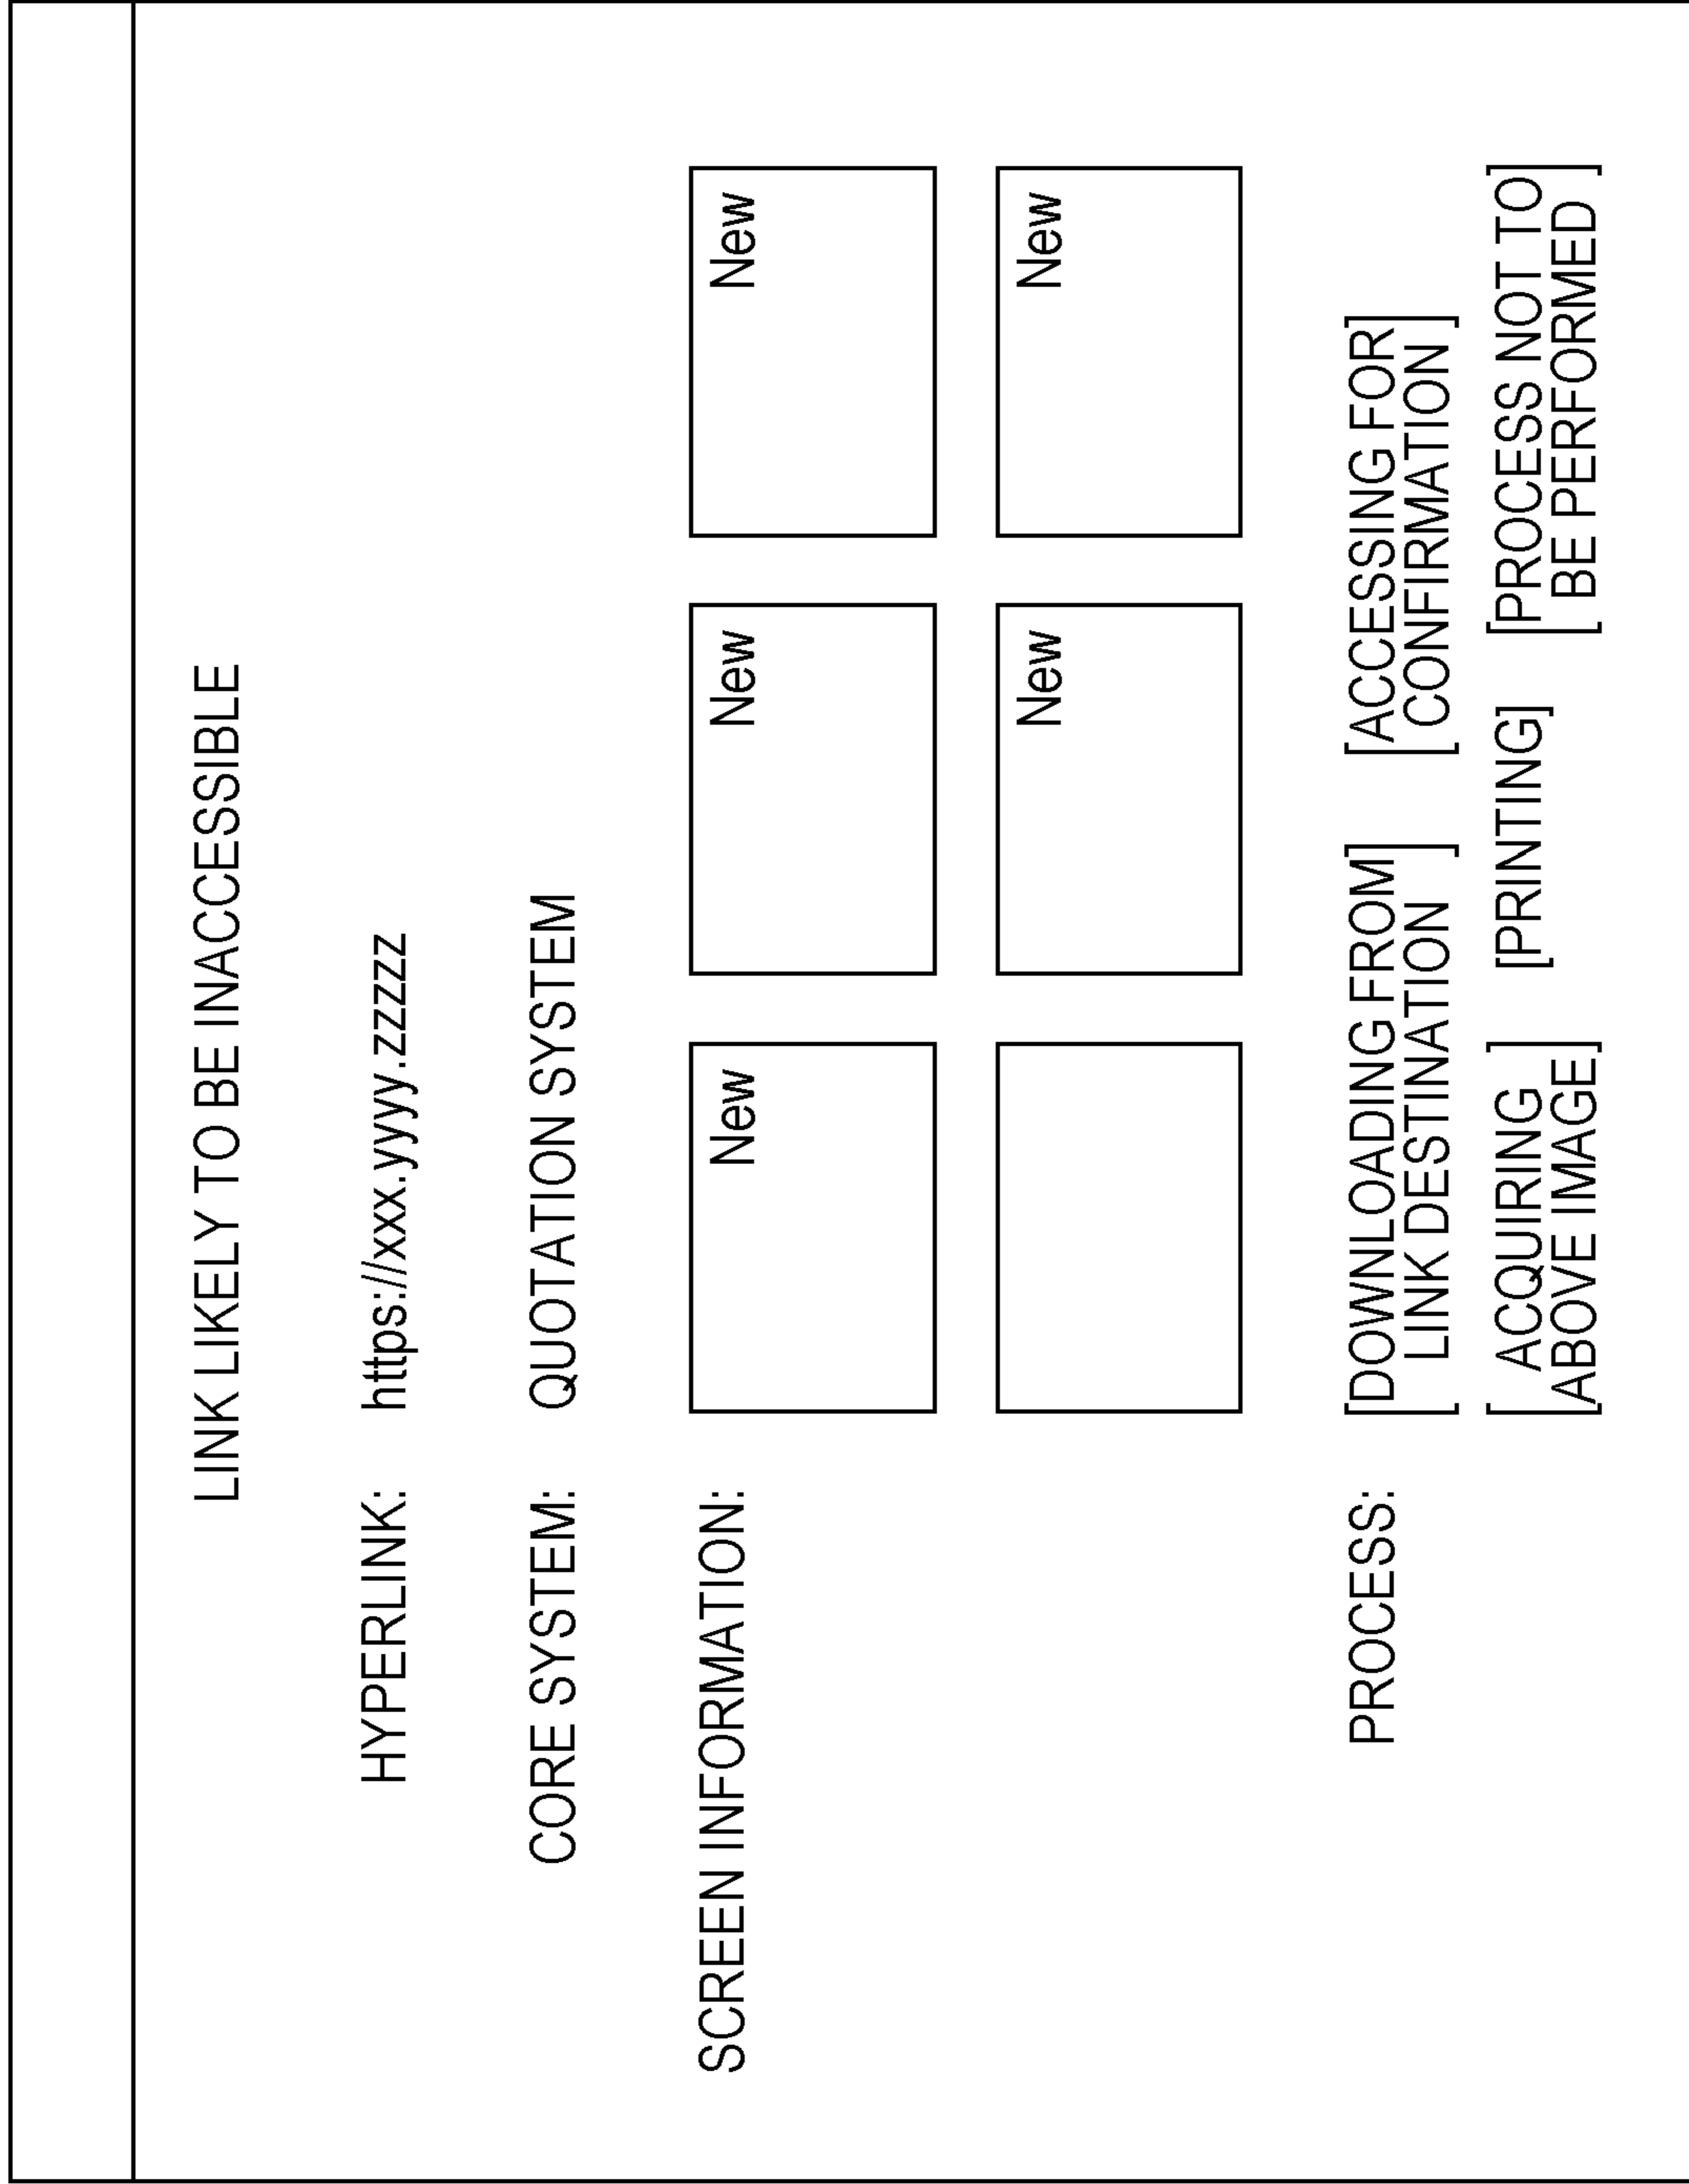 LINK LIKELY TO BE INACCESSIBLE
HYPERLINK: https://xxx.yyyy.zzzzz
CORE SYSTEM: QUOTATION SYSTEM
SCREEN INFORMATION: New New New
New New
PROCESS: [DOWNLOADING FROM] [ACCESSING FOR]
[LINK DESTINATION] [CONFIRMATION]
[ACQUIRING] [PRINTING] [PROCESS NOT TO]
[ABOVE IMAGE] [BE PERFORMED]